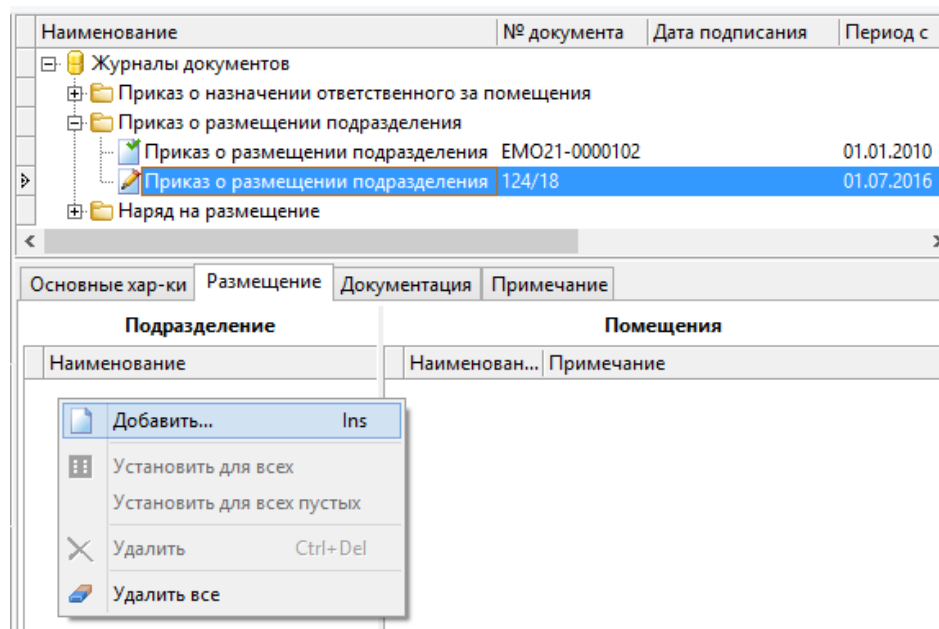 Наименование № документа Дата подписания Период с
Журналы документов
Приказ о назначении ответственного за помещения
Приказ о размещении подразделения
Приказ о размещении подразделения EMO21-0000102 01.01.2010
Приказ о размещении подразделения 124/18 01.07.2016
Наряд на размещение
Основные хар-ки Размещение Документация Примечание
Подразделение Помещения
Наименование Наименован... Примечание
Добавить... Ins
Установить для всех
Установить для всех пустых
Удалить Ctrl+Del
Удалить все